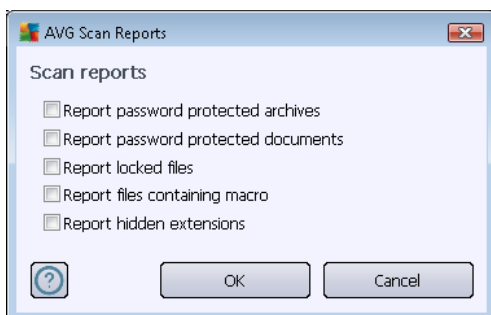 AVG Scan Reports
Scan reports
Report password protected archives
Report password protected documents
Report locked files
Report files containing macro
Report hidden extensions
? OK Cancel